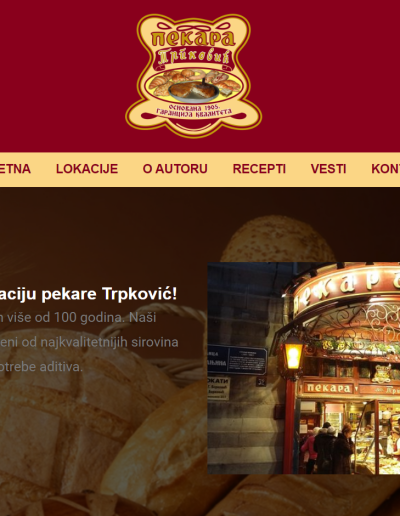 ПЕКАРА
Трпковић
ОСНОВАНА 1905.
ГАРАНЦИЈА КВАЛИТЕТА
ETNA LOKACIJE O AUTORU RECEPTI VESTI KON
aciju pekare Trpković!
n više od 100 godina. Naši
eni od najkvalitetnijih sirovina
otrebe aditiva.
ПЕКАРА
ПЕКАРА